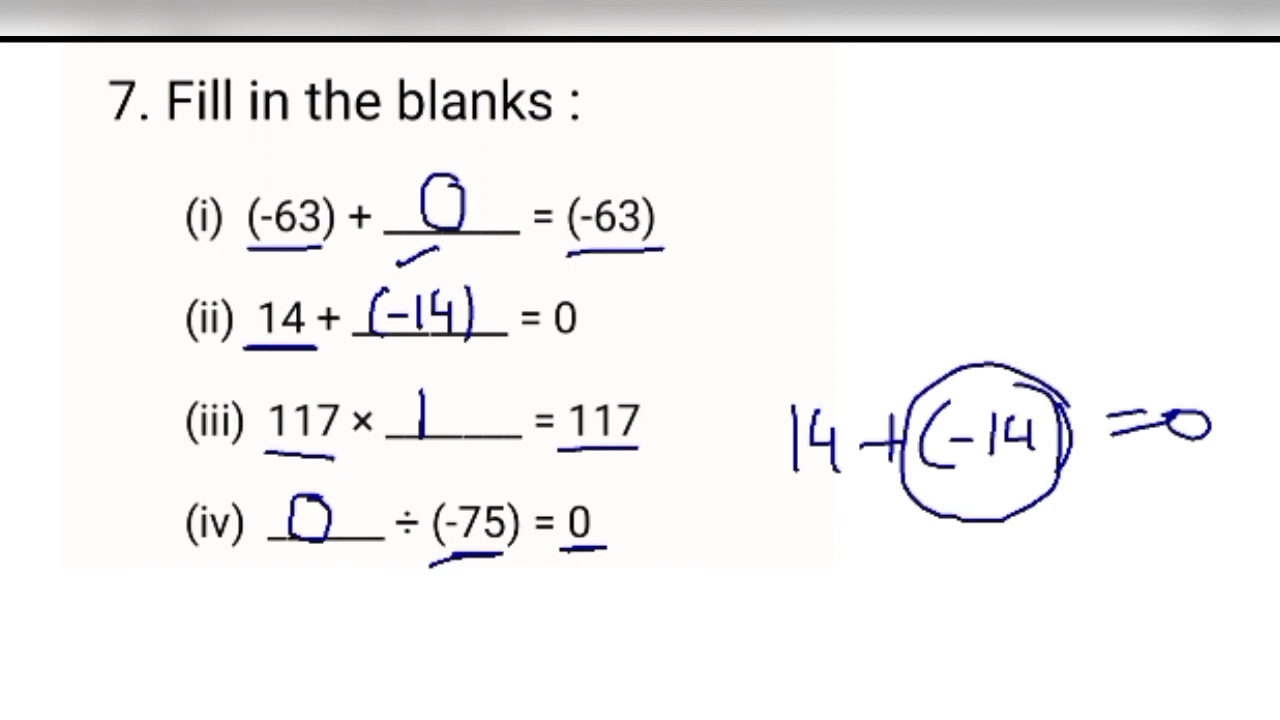 7. Fill in the blanks :
(i) (-63) + 0 = (-63)
(ii) 14 + (-14) = 0
(iii) 117 × 1 = 117
14 + (-14) = 0
(iv) 0 ÷ (-75) = 0